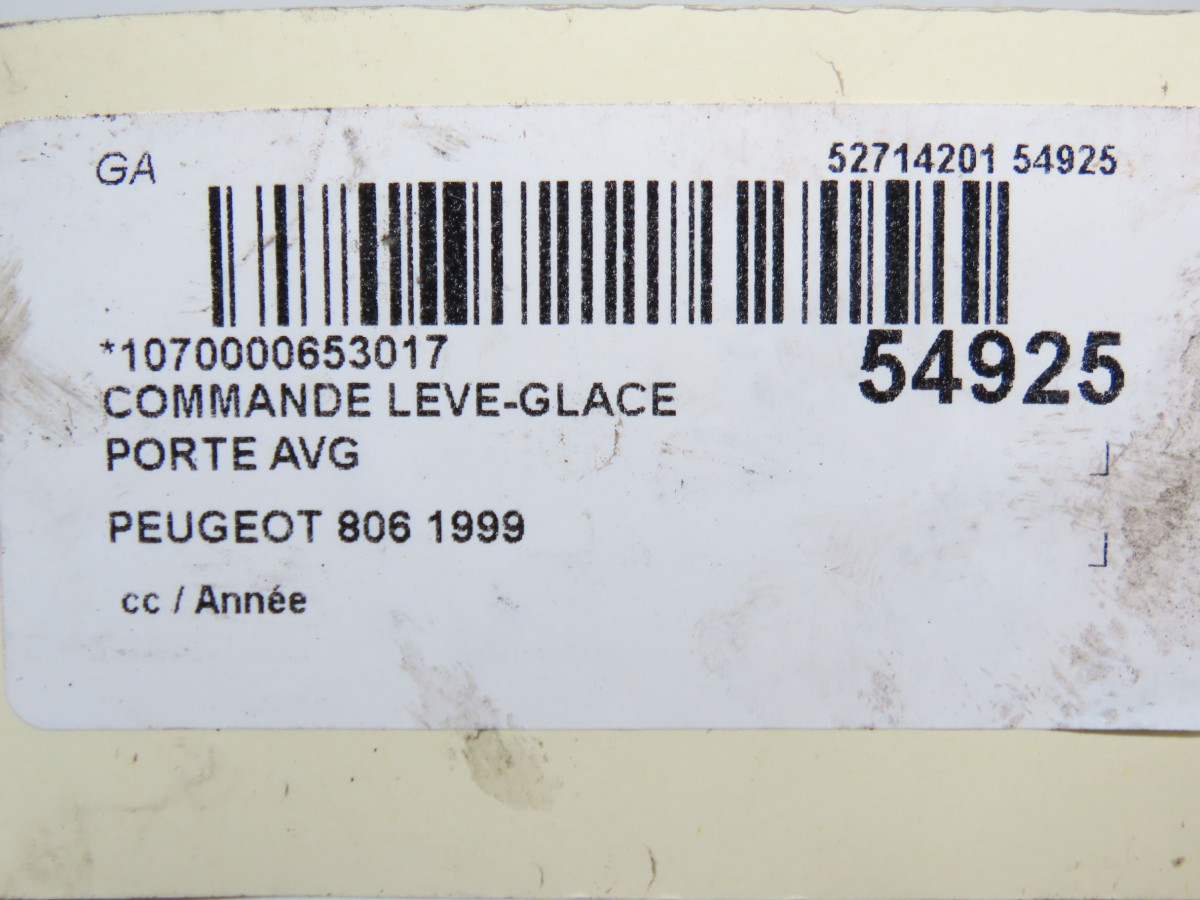 GA
52714201 54925
*1070000653017
54925
COMMANDE LEVE-GLACE
PORTE AVG
PEUGEOT 806 1999
cc / Année